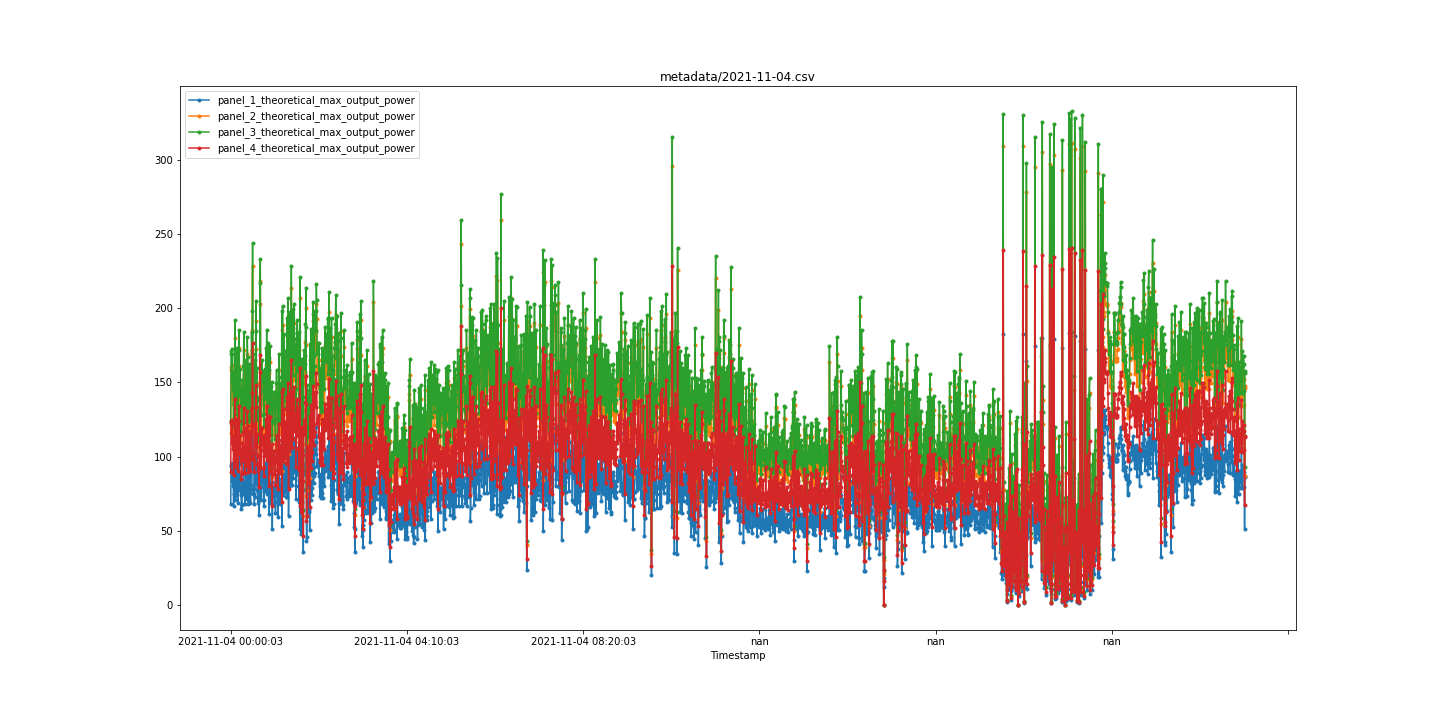 metadata/2021-11-04.csv
panel_1_theoretical_max_output_power
panel_2_theoretical_max_output_power
panel_3_theoretical_max_output_power
panel_4_theoretical_max_output_power
300
250
200
150
100
50
0
2021-11-04 00:00:03 2021-11-04 04:10:03 2021-11-04 08:20:03 nan nan nan
Timestamp